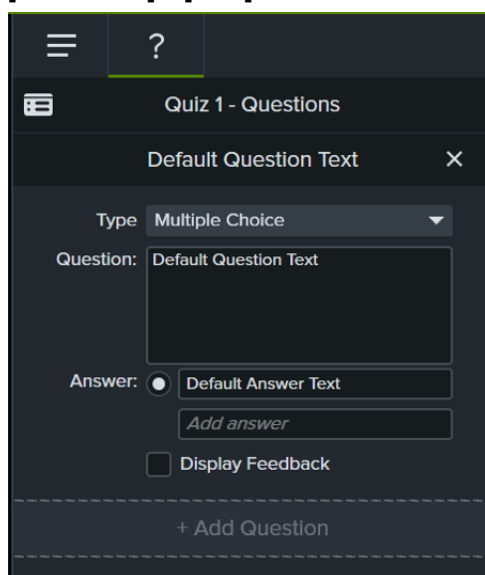 ?
Quiz 1 - Questions
Default Question Text
Type Multiple Choice
Question: Default Question Text
Answer: Default Answer Text
Add answer
Display Feedback
+ Add Question